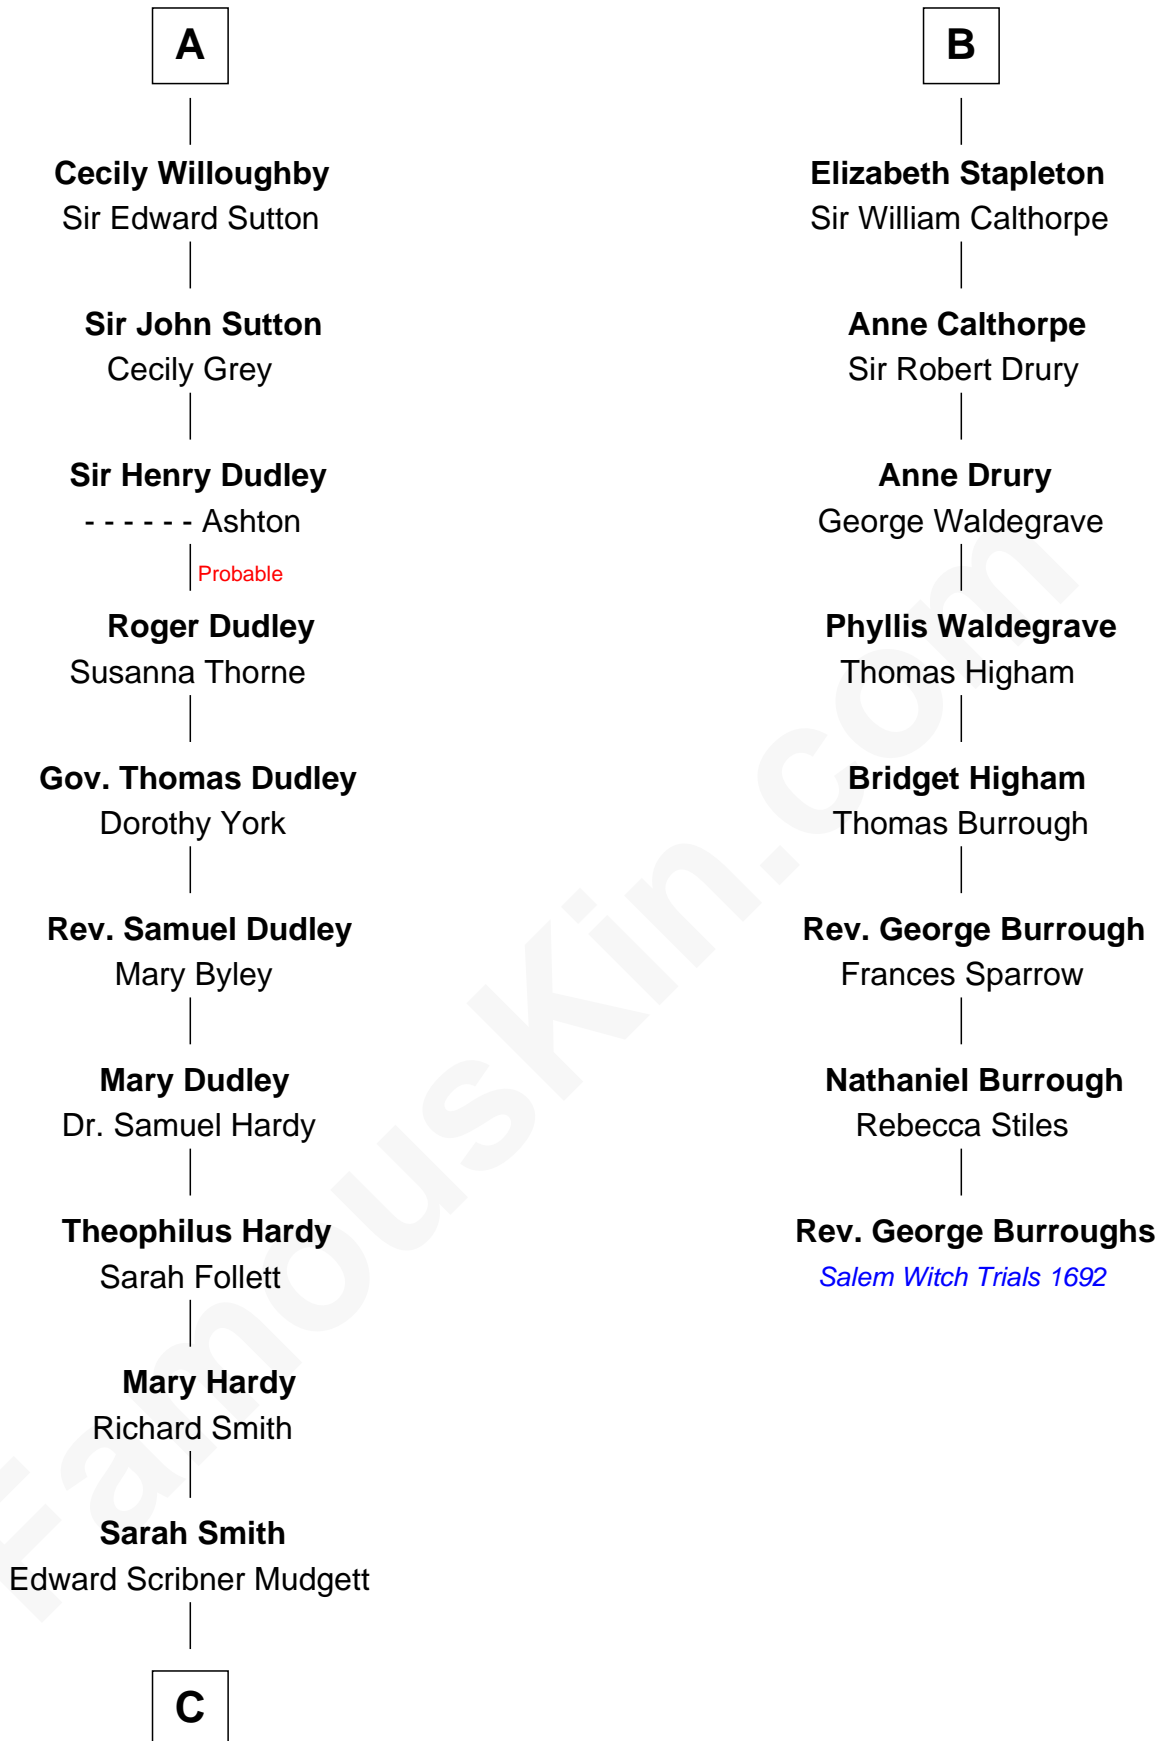 A
Cecily Willoughby
Sir Edward Sutton
Sir John Sutton
Cecily Grey
Sir Henry Dudley
- - - - - - Ashton
Probable
Roger Dudley
Susanna Thorne
Gov. Thomas Dudley
Dorothy York
Rev. Samuel Dudley
Mary Byley
Mary Dudley
Dr. Samuel Hardy
Theophilus Hardy
Sarah Follett
Mary Hardy
Richard Smith
Sarah Smith
Edward Scribner Mudgett
C
B
Elizabeth Stapleton
Sir William Calthorpe
Anne Calthorpe
Sir Robert Drury
Anne Drury
George Waldegrave
Phyllis Waldegrave
Thomas Higham
Bridget Higham
Thomas Burrough
Rev. George Burrough
Frances Sparrow
Nathaniel Burrough
Rebecca Stiles
Rev. George Burroughs
Salem Witch Trials 1692
FamousKin.com